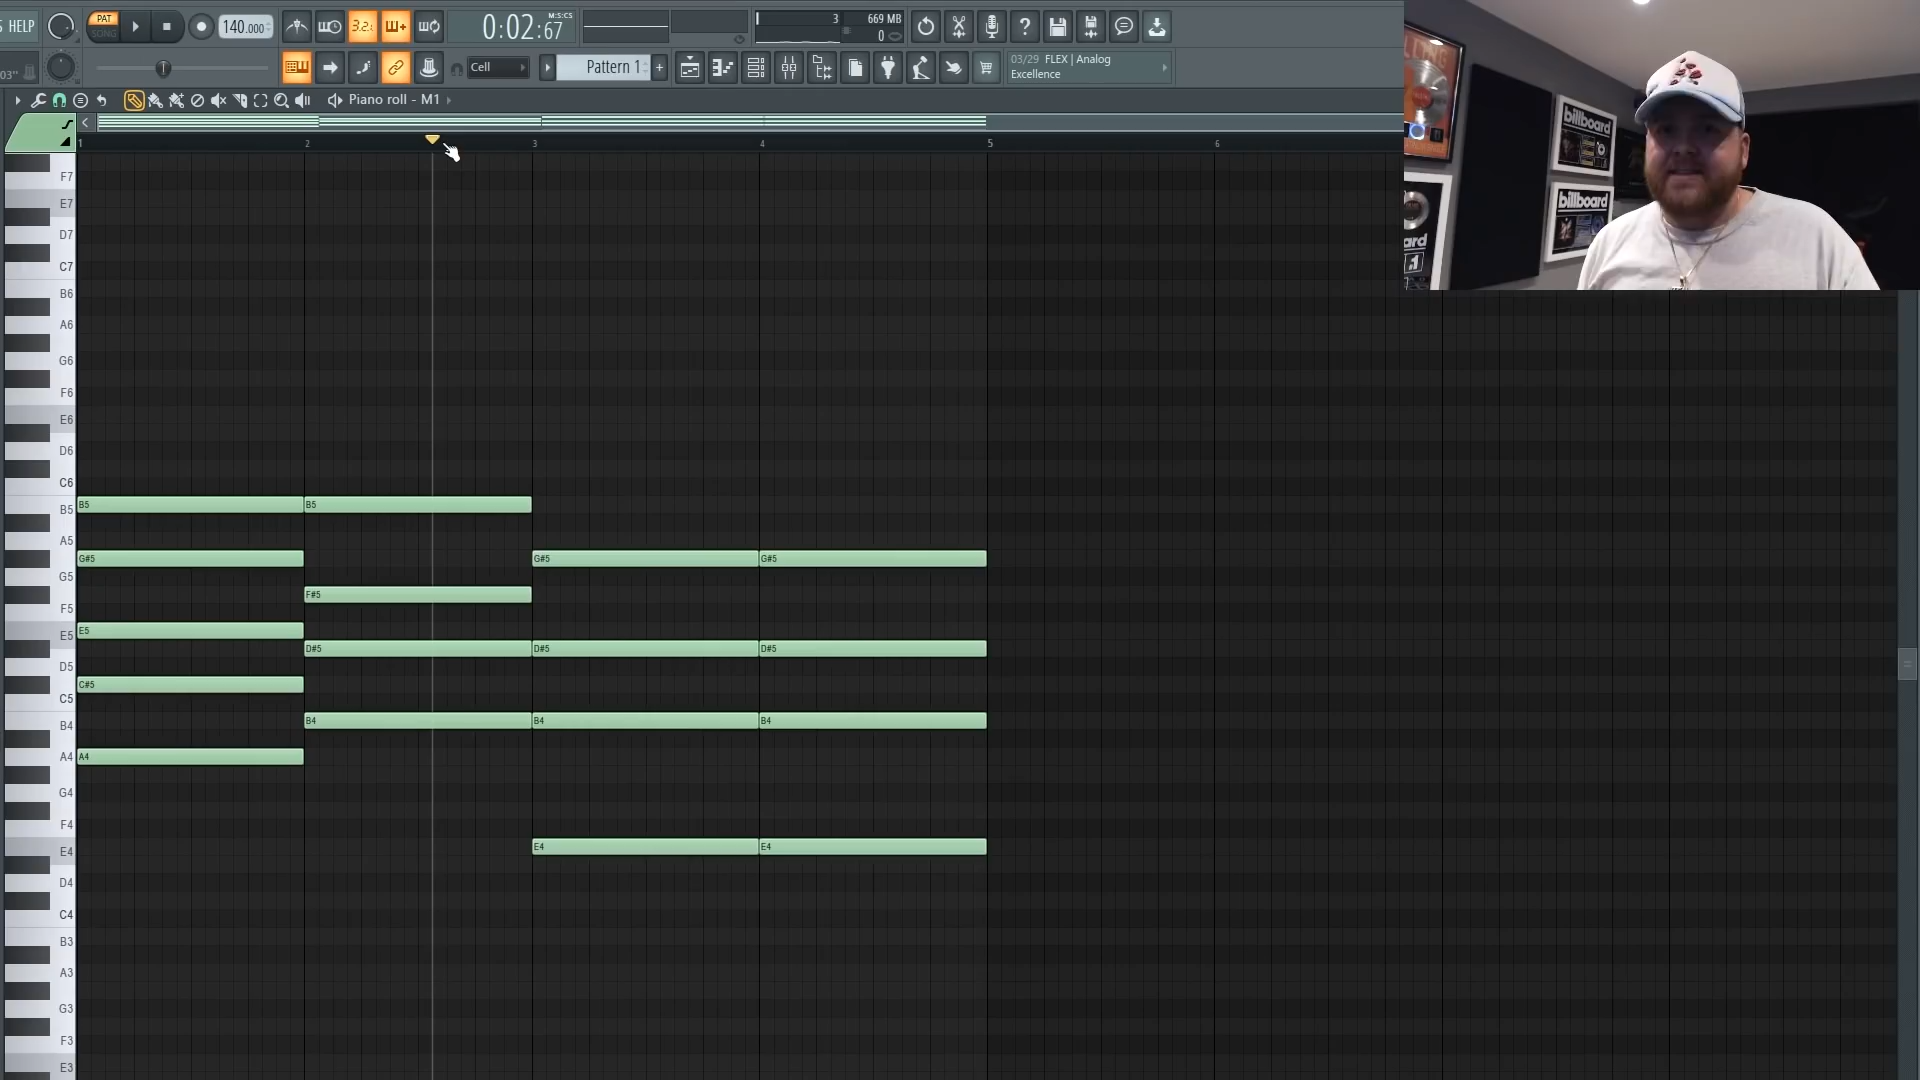 HELP
PAT
SONG
140.000
3.2.1
0:02:67
M:S:CS
3
669 MB
0
03"
Cell
Pattern 1
+
03/29 FLEX | Analog
Excellence
Piano roll - M1
1
2
3
4
5
6
F7
E7
D7
C7
B6
A6
G6
F6
E6
D6
C6
B5
A5
G5
F5
E5
D5
C5
B4
A4
G4
F4
E4
D4
C4
B3
A3
G3
F3
E3
B5
B5
G#5
G#5
G#5
F#5
E5
D#5
D#5
D#5
C#5
B4
B4
B4
A4
E4
E4
billboard
billboard